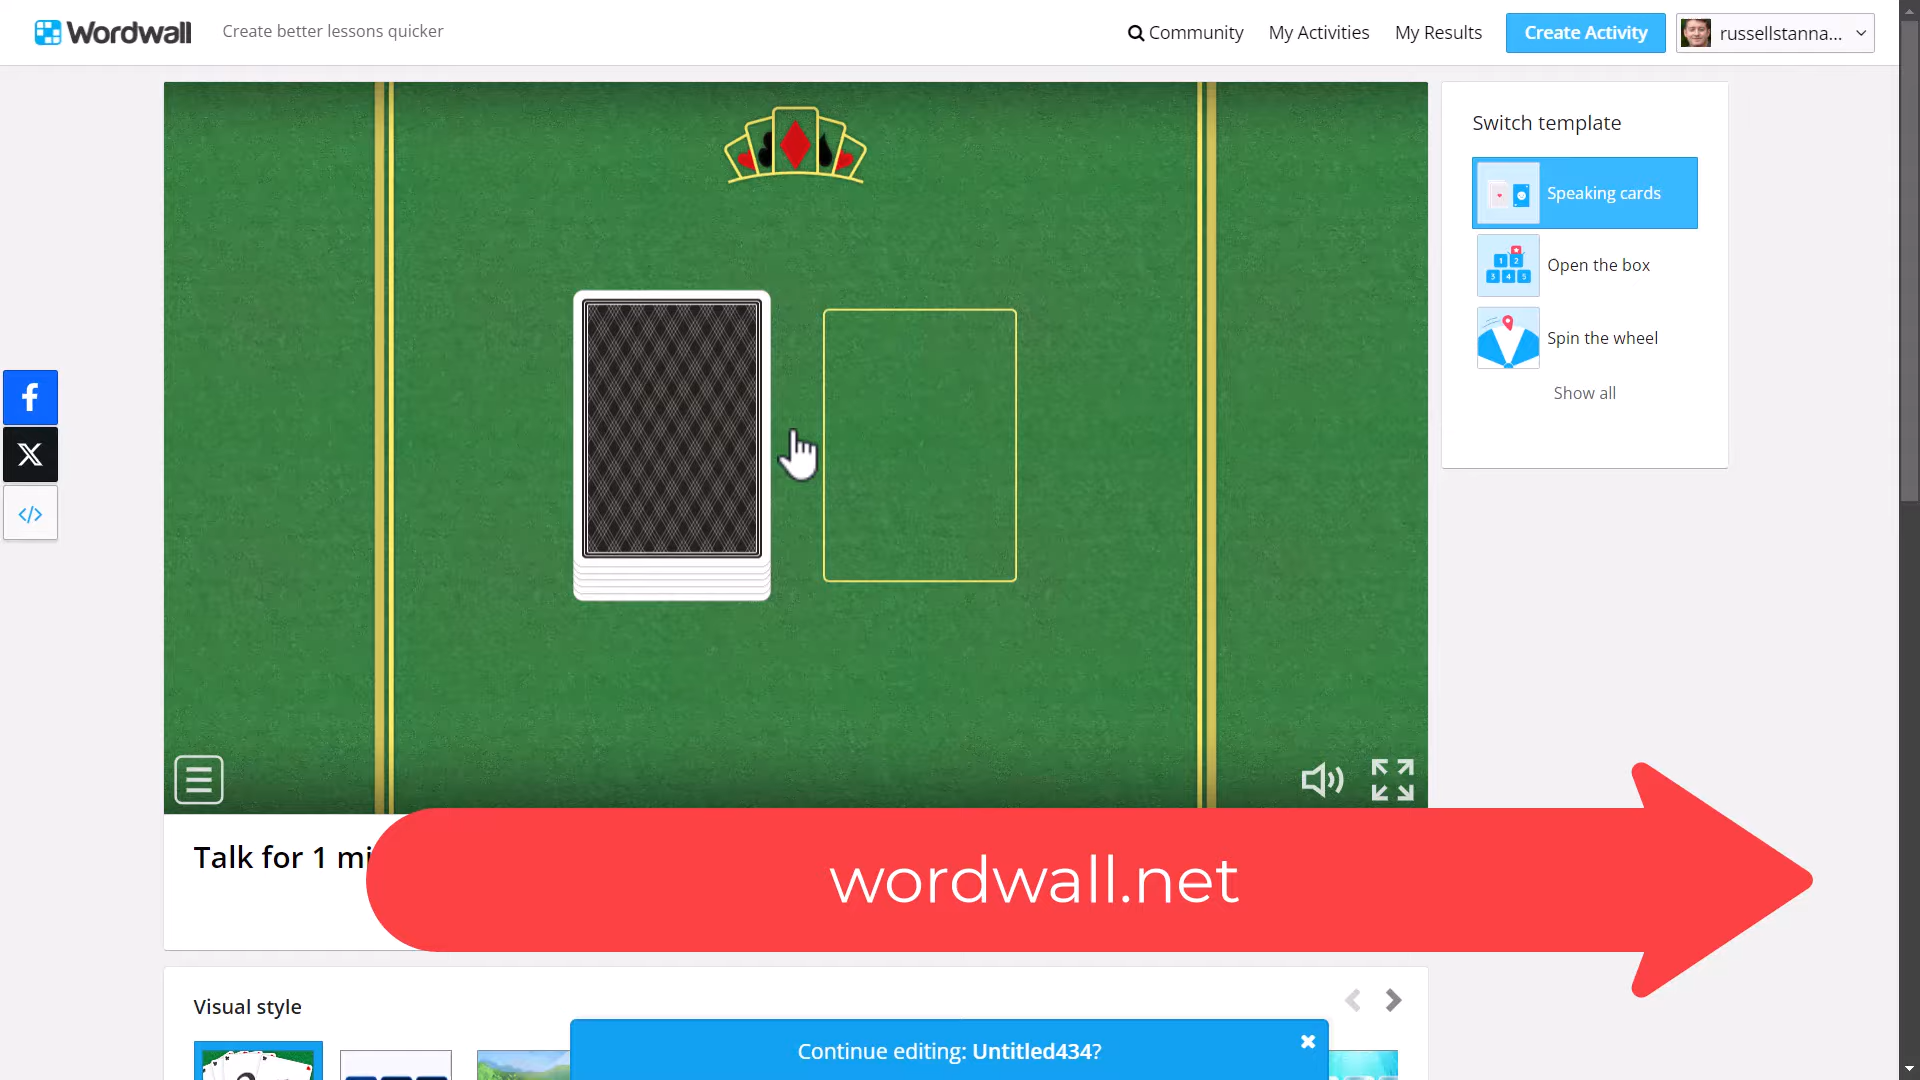 Wordwall
Create better lessons quicker
Community
My Activities
My Results
Create Activity
russellstanna...
Switch template
Speaking cards
Open the box
Spin the wheel
Show all
Talk for 1 mi
wordwall.net
Visual style
Continue editing: Untitled434?